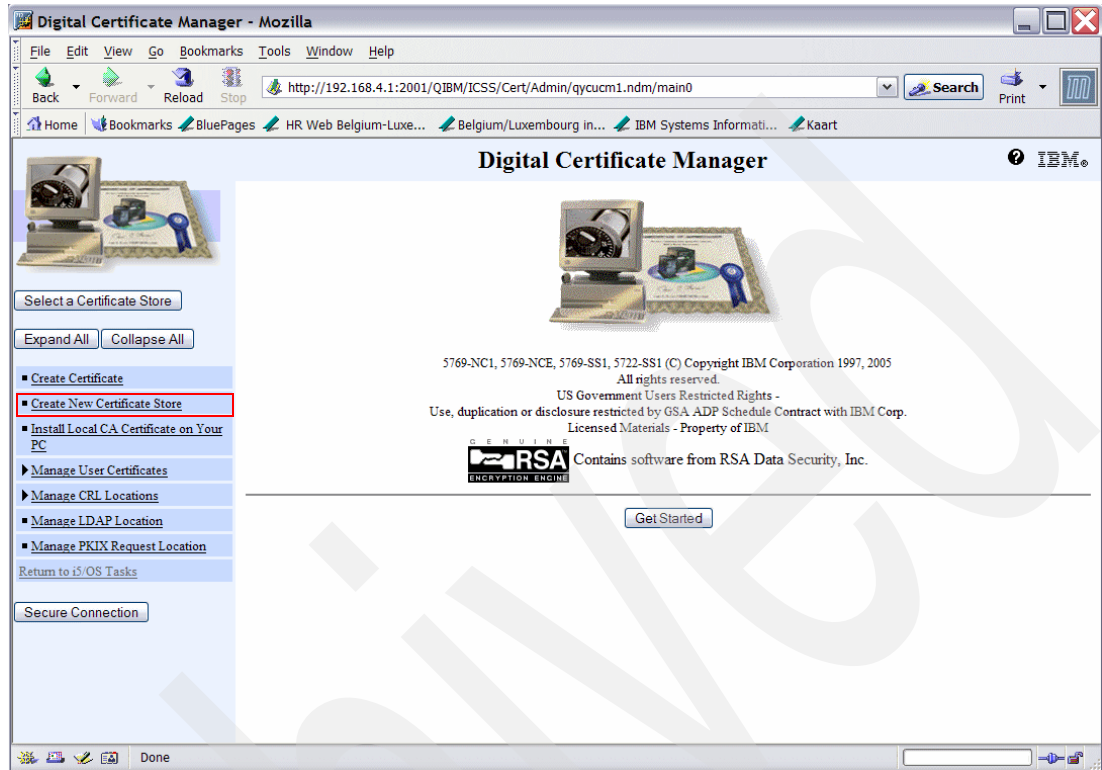 Digital Certificate Manager - Mozilla
File Edit View Go Bookmarks Tools Window Help
Back Forward Reload Stop
http://192.168.4.1:2001/QIBM/ICSS/Cert/Admin/qycucm1.ndm/main0
Search
Print
Home Bookmarks BluePages HR Web Belgium-Luxe... Belgium/Luxembourg in... IBM Systems Informati... Kaart
Digital Certificate Manager
? IBM®
Select a Certificate Store
Expand All Collapse All
Create Certificate
Create New Certificate Store
Install Local CA Certificate on Your
PC
Manage User Certificates
Manage CRL Locations
Manage LDAP Location
Manage PKIX Request Location
Return to i5/OS Tasks
Secure Connection
5769-NC1, 5769-NCE, 5769-SS1, 5722-SS1 (C) Copyright IBM Corporation 1997, 2005
All rights reserved.
US Government Users Restricted Rights -
Use, duplication or disclosure restricted by GSA ADP Schedule Contract with IBM Corp.
Licensed Materials - Property of IBM
GENUINE
RSA
ENCRYPTION ENGINE
Contains software from RSA Data Security, Inc.
Get Started
Done